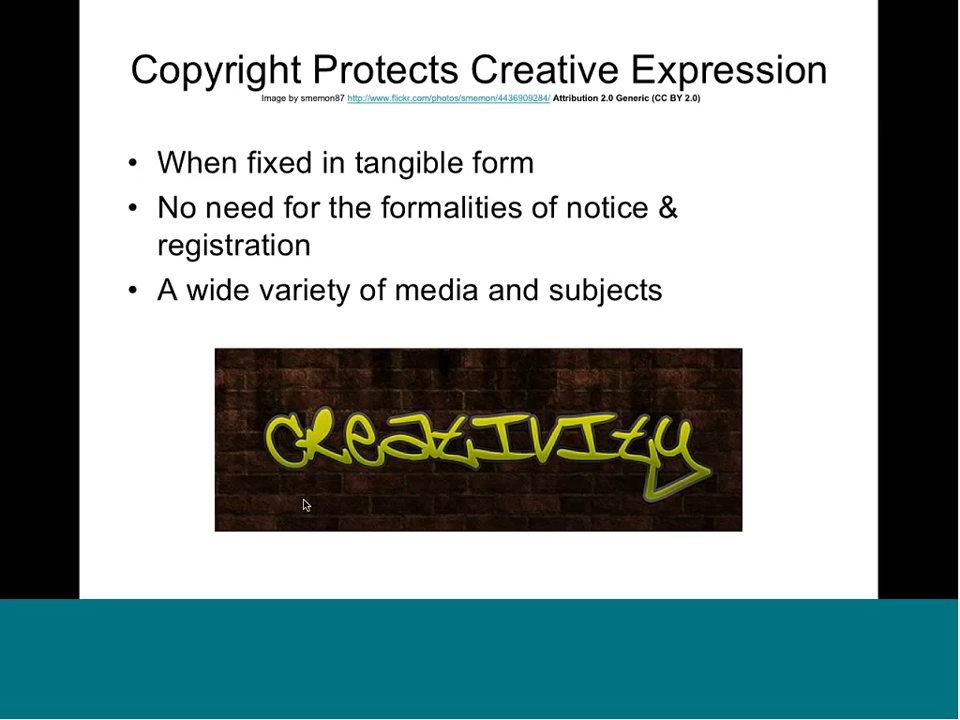 Copyright Protects Creative Expression
Image by smemon87 http://www.flickr.com/photos/smemon/4436909284/ Attribution 2.0 Generic (CC BY 2.0)
• When fixed in tangible form
• No need for the formalities of notice &
registration
• A wide variety of media and subjects
CREATIVITY